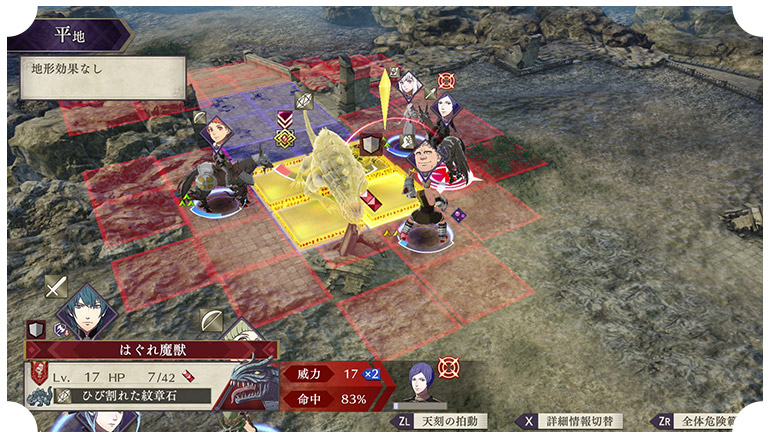 平地
地形効果なし
はぐれ魔獣
Lv. 17 HP 7/42
ひび割れた紋章石
威力 17 ×2
命中 83%
ZL 天刻の拍動
X 詳細情報切替
ZR 全体危険範